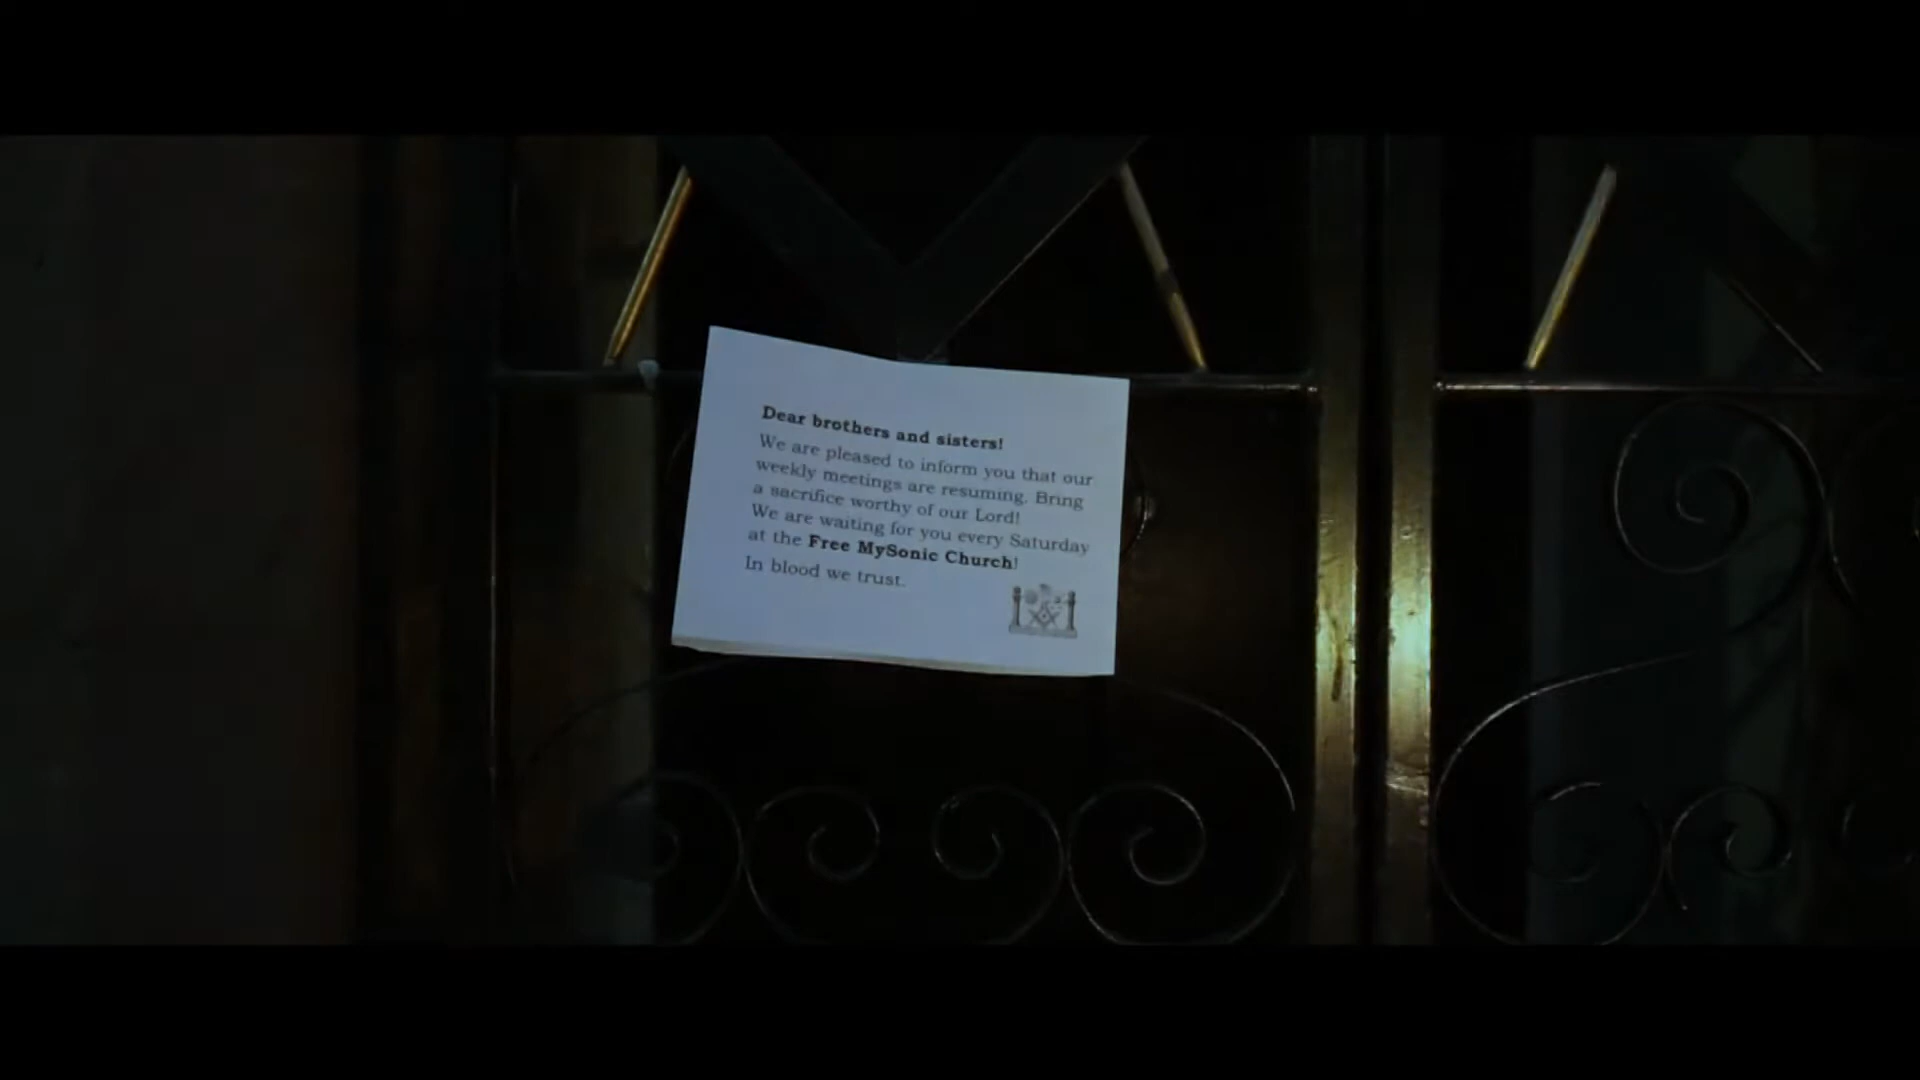 Dear brothers and sisters!
We are pleased to inform you that our
weekly meetings are resuming. Bring
a sacrifice worthy of our Lord!
We are waiting for you every Saturday
at the Free MySonic Church!
In blood we trust.